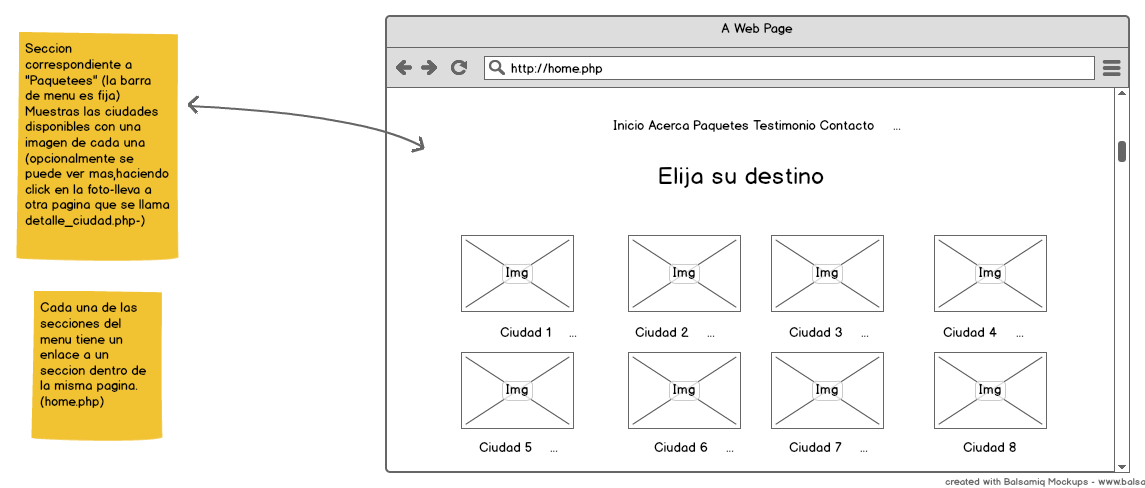 Seccion
correspondiente a
"Paquetees" (la barra
de menu es fija)
Muestras las ciudades
disponibles con una
imagen de cada una
(opcionalmente se
puede ver mas,haciendo
click en la foto-lleva a
otra pagina que se llama
detalle_ciudad.php-)
Cada una de las
secciones del
menu tiene un
enlace a un
seccion dentro de
la misma pagina.
(home.php)
A Web Page
http://home.php
Inicio Acerca Paquetes Testimonio Contacto ...
Elija su destino
Img Img Img Img
Ciudad 1 ... Ciudad 2 ... Ciudad 3 ... Ciudad 4 ...
Img Img Img Img
Ciudad 5 ... Ciudad 6 ... Ciudad 7 ... Ciudad 8
created with Balsamiq Mockups - www.balsa